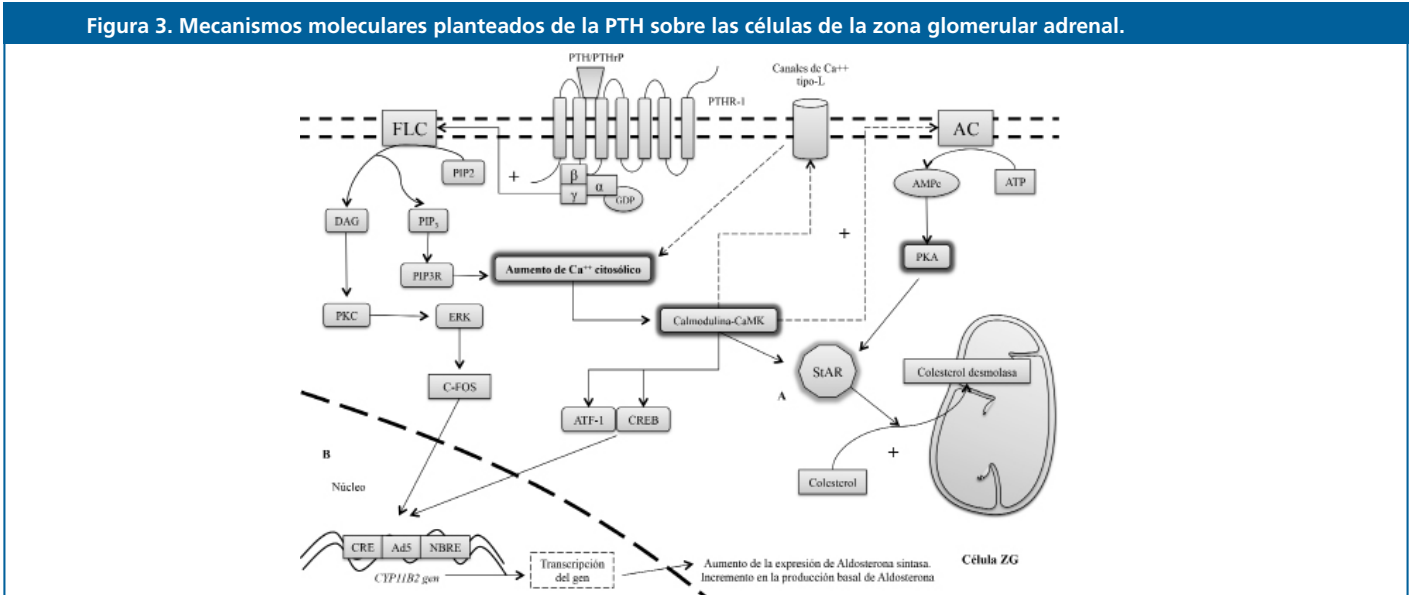 Figura 3. Mecanismos moleculares planteados de la PTH sobre las células de la zona glomerular adrenal.
PTH/PTHrP
Canales de Ca++
tipo-L
PTHR-1
FLC
AC
PIP2
+
β
γ
α
GDP
AMPc
ATP
DAG
PIP3
+
PKA
PIP3R
Aumento de Ca++ citosólico
PKC
ERK
Calmodulina-CaMK
StAR
Colesterol desmolasa
C-FOS
A
ATF-1
CREB
B
+
Núcleo
Colesterol
CRE
Ad5
NBRE
CYP11B2 gen
Transcripción
del gen
Aumento de la expresión de Aldosterona sintasa.
Incremento en la producción basal de Aldosterona
Célula ZG